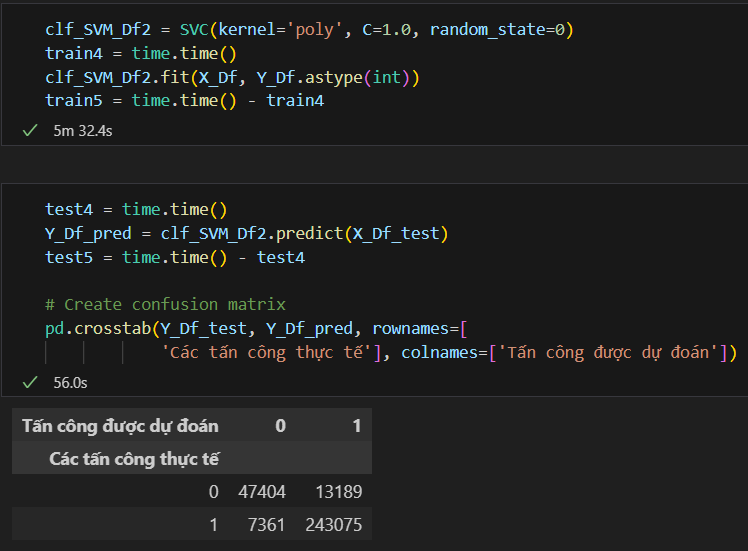 clf_SVM_Df2 = SVC(kernel='poly', C=1.0, random_state=0)
train4 = time.time()
clf_SVM_Df2.fit(X_Df, Y_Df.astype(int))
train5 = time.time() - train4
5m 32.4s
test4 = time.time()
Y_Df_pred = clf_SVM_Df2.predict(X_Df_test)
test5 = time.time() - test4
# Create confusion matrix
pd.crosstab(Y_Df_test, Y_Df_pred, rownames=[
'Các tấn công thực tế'], colnames=['Tấn công được dự đoán'])
56.0s
Tấn công được dự đoán 0 1
Các tấn công thực tế
0 47404 13189
1 7361 243075